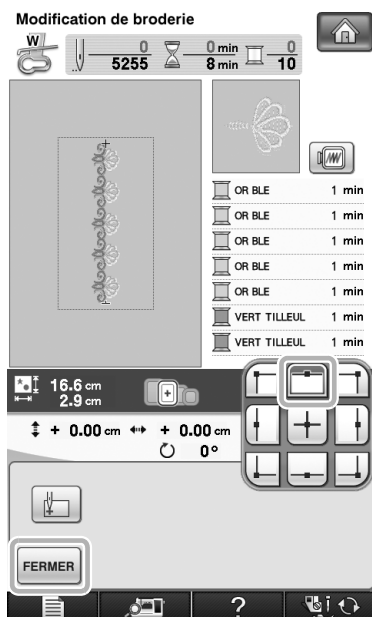 Modification de broderie
W
0 0 min 0
5255 8 min 10
OR BLE 1 min
OR BLE 1 min
OR BLE 1 min
OR BLE 1 min
OR BLE 1 min
VERT TILLEUL 1 min
VERT TILLEUL 1 min
16.6 cm
2.9 cm
+ 0.00 cm + 0.00 cm
0°
FERMER
?